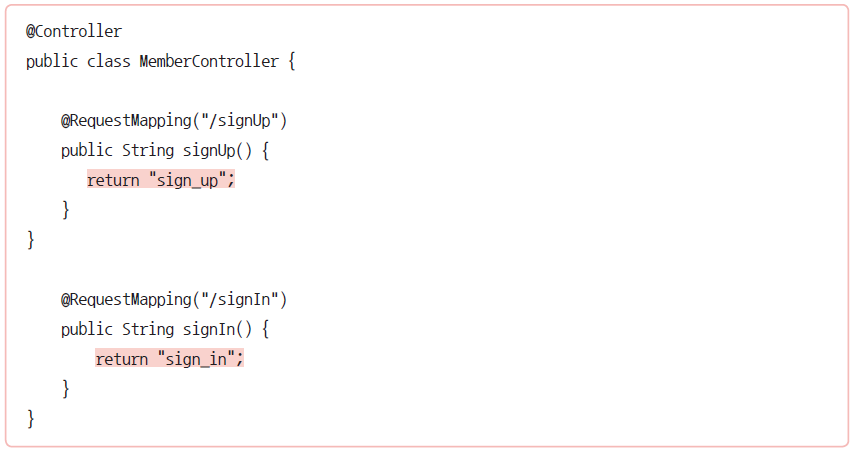 @Controller
public class MemberController {
@RequestMapping("/signUp")
public String signUp() {
return "sign_up";
}
}
@RequestMapping("/signIn")
public String signIn() {
return "sign_in";
}
}